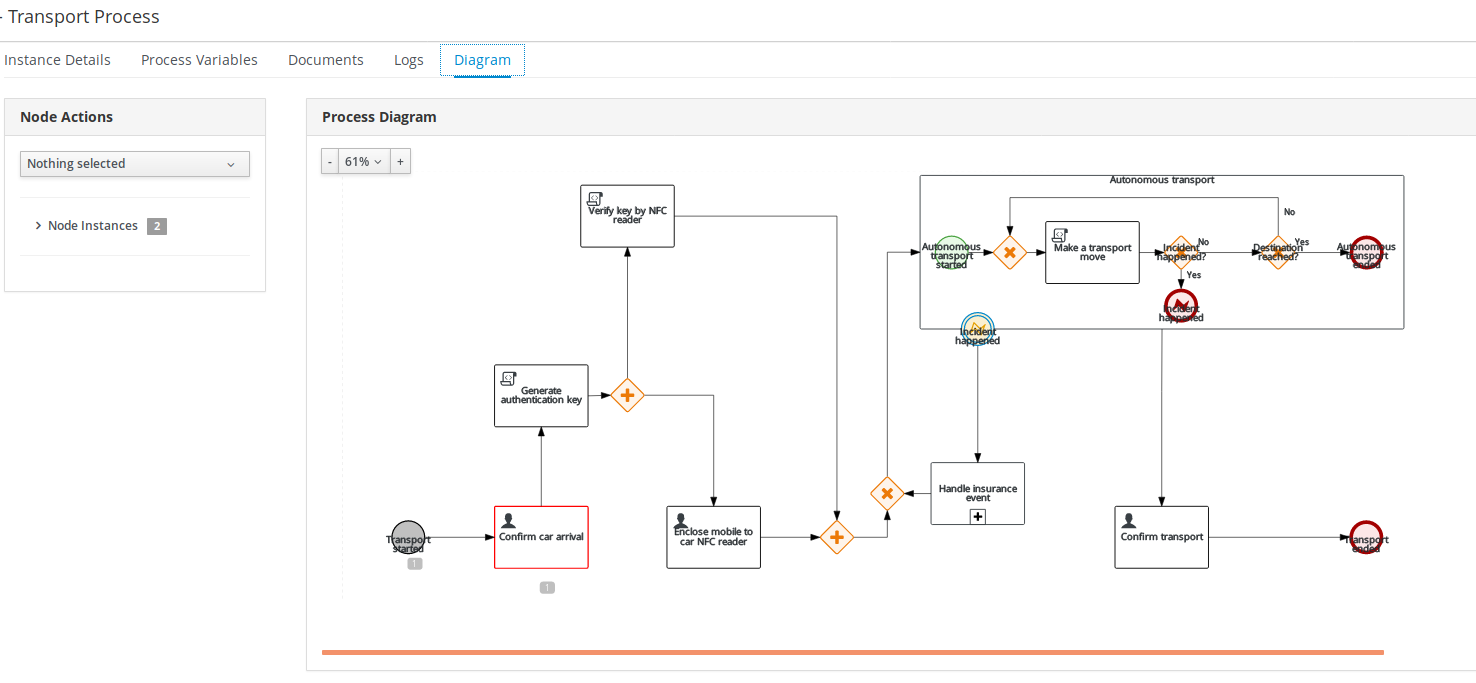 - Transport Process
Instance Details
Process Variables
Documents
Logs
Diagram
Node Actions
Nothing selected
Node Instances 2
Process Diagram
- 61% +
Verify key by NFC
reader
Autonomous transport
No
Autonomous
transport
started
Make a transport
move
Incident
happened?
No
Yes
Destination
reached?
Yes
Autonomous
transport
ended
Incident
happened
Incident
happened
Generate
authentication key
Handle insurance
event
Transport
started
1
Confirm car arrival
1
Enclose mobile to
car NFC reader
Confirm transport
Transport
ended